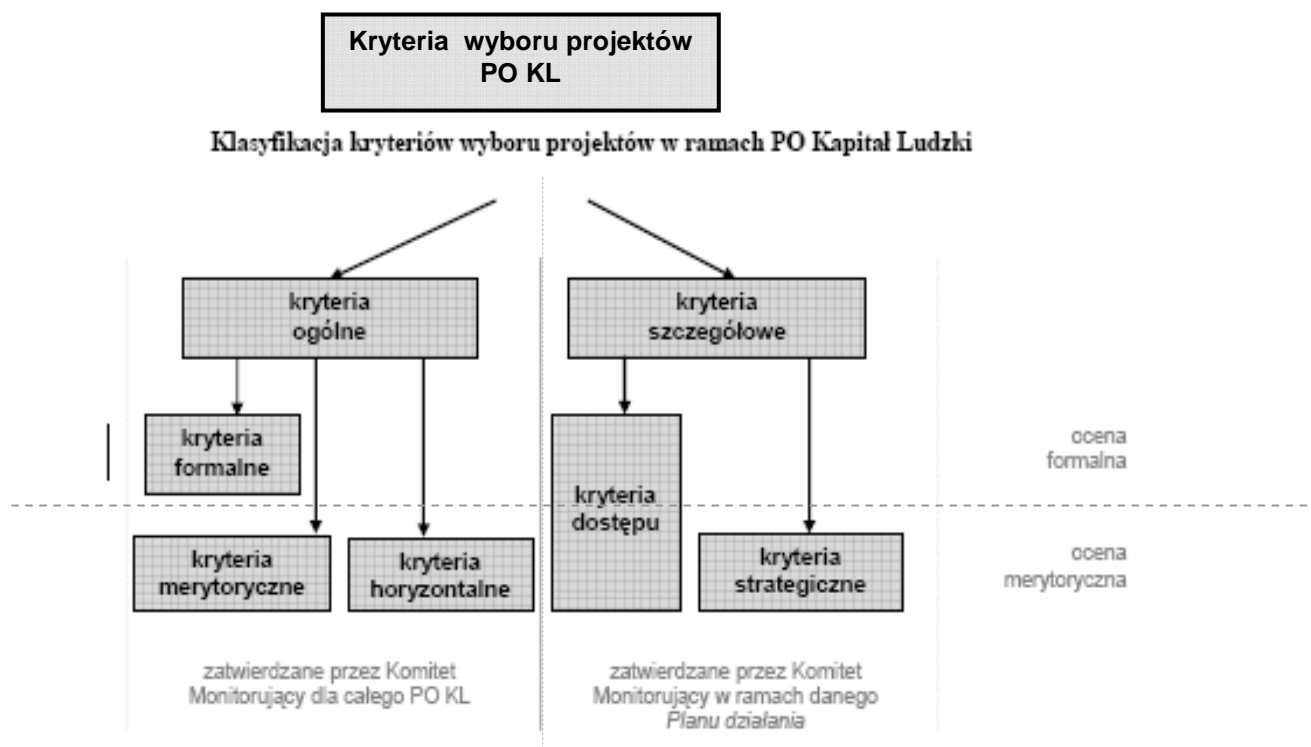 Kryteria wyboru projektów
PO KL
Klasyfikacja kryteriów wyboru projektów w ramach PO Kapitał Ludzki
kryteria
ogólne
kryteria
szczegółowe
kryteria
formalne
ocena
formalna
kryteria
dostępu
kryteria
merytoryczne
kryteria
horyzontalne
kryteria
strategiczne
ocena
merytoryczna
zatwierdzane przez Komitet
Monitorujący dla całego PO KL
zatwierdzane przez Komitet
Monitorujący w ramach danego
Planu działania